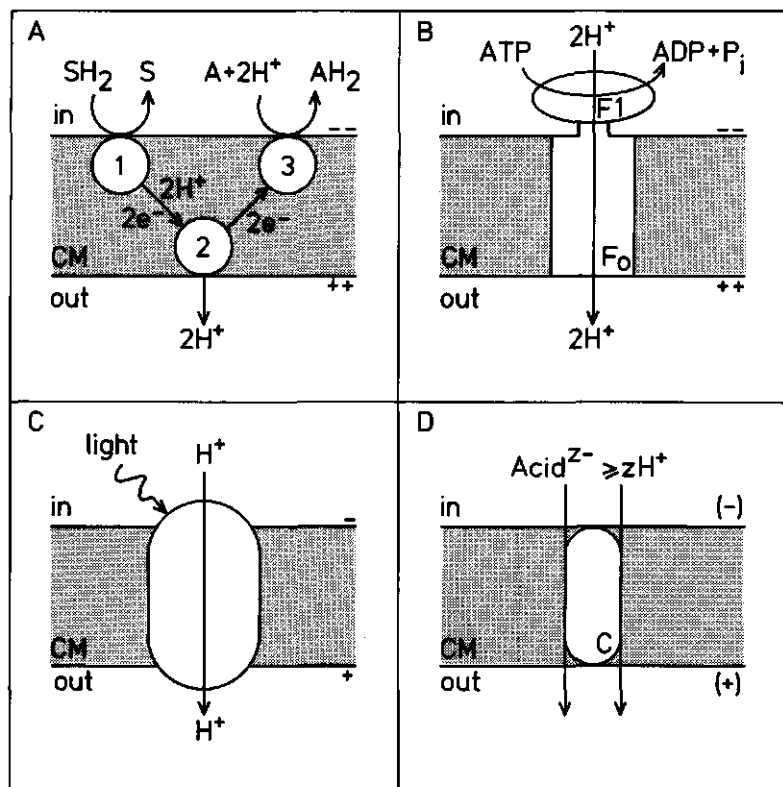 A
SH₂ S A+2H⁺ AH₂
in
--
1
3
2H⁺
2e⁻
2e⁻
2
CM
out
++
2H⁺
B
2H⁺
ATP
ADP+Pᵢ
F1
in
--
CM
F₀
out
++
2H⁺
C
light
H⁺
in
-
CM
out
+
H⁺
D
Acidᶻ⁻ ⩾zH⁺
in
(-)
C
CM
out
(+)